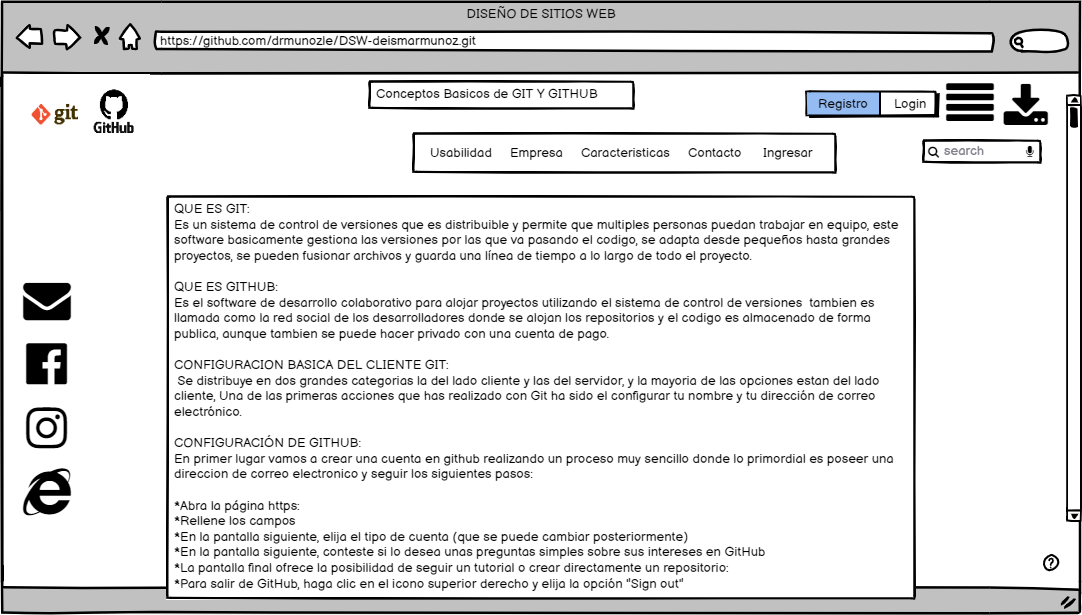 DISEÑO DE SITIOS WEB
https://github.com/drmunozle/DSW-deismarmunoz.git
git
GitHub
Conceptos Basicos de GIT Y GITHUB
Registro
Login
Usabilidad Empresa Caracteristicas Contacto Ingresar
search
QUE ES GIT:
Es un sistema de control de versiones que es distribuible y permite que multiples personas puedan trabajar en equipo, este
software basicamente gestiona las versiones por las que va pasando el codigo, se adapta desde pequeños hasta grandes
proyectos, se pueden fusionar archivos y guarda una línea de tiempo a lo largo de todo el proyecto.
QUE ES GITHUB:
Es el software de desarrollo colaborativo para alojar proyectos utilizando el sistema de control de versiones tambien es
llamada como la red social de los desarrolladores donde se alojan los repositorios y el codigo es almacenado de forma
publica, aunque tambien se puede hacer privado con una cuenta de pago.
CONFIGURACION BASICA DEL CLIENTE GIT:
Se distribuye en dos grandes categorias la del lado cliente y las del servidor, y la mayoria de las opciones estan del lado
cliente, Una de las primeras acciones que has realizado con Git ha sido el configurar tu nombre y tu dirección de correo
electrónico.
CONFIGURACIÓN DE GITHUB:
En primer lugar vamos a crear una cuenta en github realizando un proceso muy sencillo donde lo primordial es poseer una
direccion de correo electronico y seguir los siguientes pasos:
*Abra la página https:
*Rellene los campos
*En la pantalla siguiente, elija el tipo de cuenta (que se puede cambiar posteriormente)
*En la pantalla siguiente, conteste si lo desea unas preguntas simples sobre sus intereses en GitHub
*La pantalla final ofrece la posibilidad de seguir un tutorial o crear directamente un repositorio:
*Para salir de GitHub, haga clic en el icono superior derecho y elija la opción "Sign out"